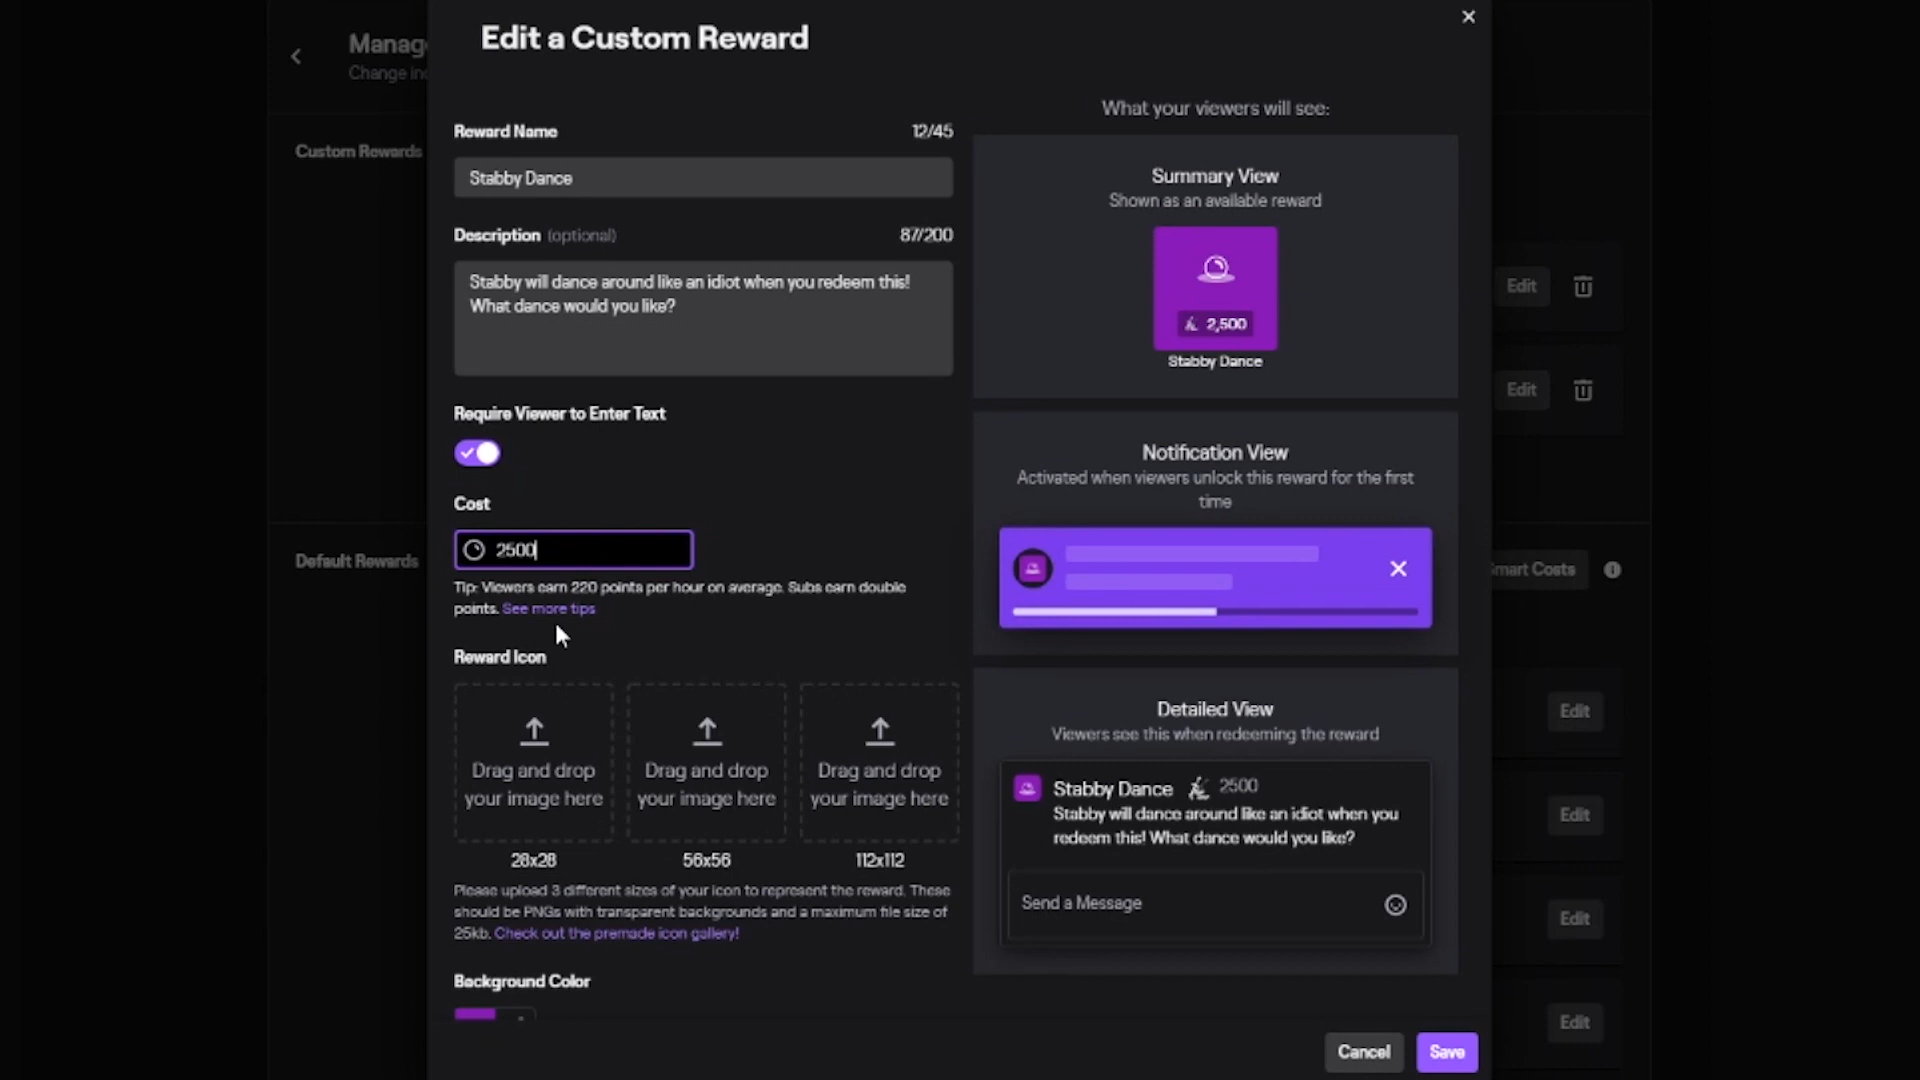 Manag
Change in
Custom Rewards
Default Rewards
Edit a Custom Reward
Reward Name 12/45
Stabby Dance
Description (optional) 87/200
Stabby will dance around like an idiot when you redeem this!
What dance would you like?
Require Viewer to Enter Text
Cost
2500
Tip: Viewers earn 220 points per hour on average. Subs earn double
points. See more tips
Reward Icon
Drag and drop
your image here
Drag and drop
your image here
Drag and drop
your image here
28x28
56x56
112x112
Please upload 3 different sizes of your icon to represent the reward. These
should be PNGs with transparent backgrounds and a maximum file size of
25kb. Check out the premade icon gallery!
Background Color
What your viewers will see:
Summary View
Shown as an available reward
2,500
Stabby Dance
Notification View
Activated when viewers unlock this reward for the first
time
Detailed View
Viewers see this when redeeming the reward
Stabby Dance 2500
Stabby will dance around like an idiot when you
redeem this! What dance would you like?
Send a Message
Cancel
Save
Edit
Edit
Smart Costs
Edit
Edit
Edit
Edit